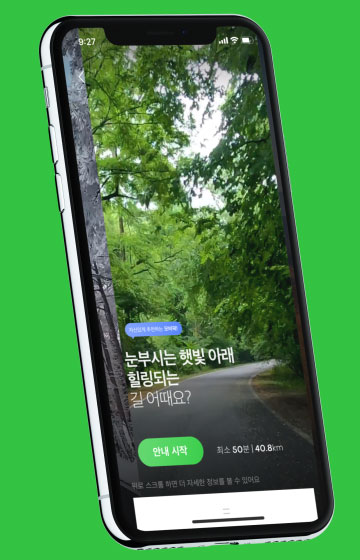 9:27
눈부시는 햇빛 아래
힐링되는
길 어때요?
안내 시작
최소 50분 | 40.8km
위로 스크롤 하면 더 자세한 정보를 볼 수 있어요